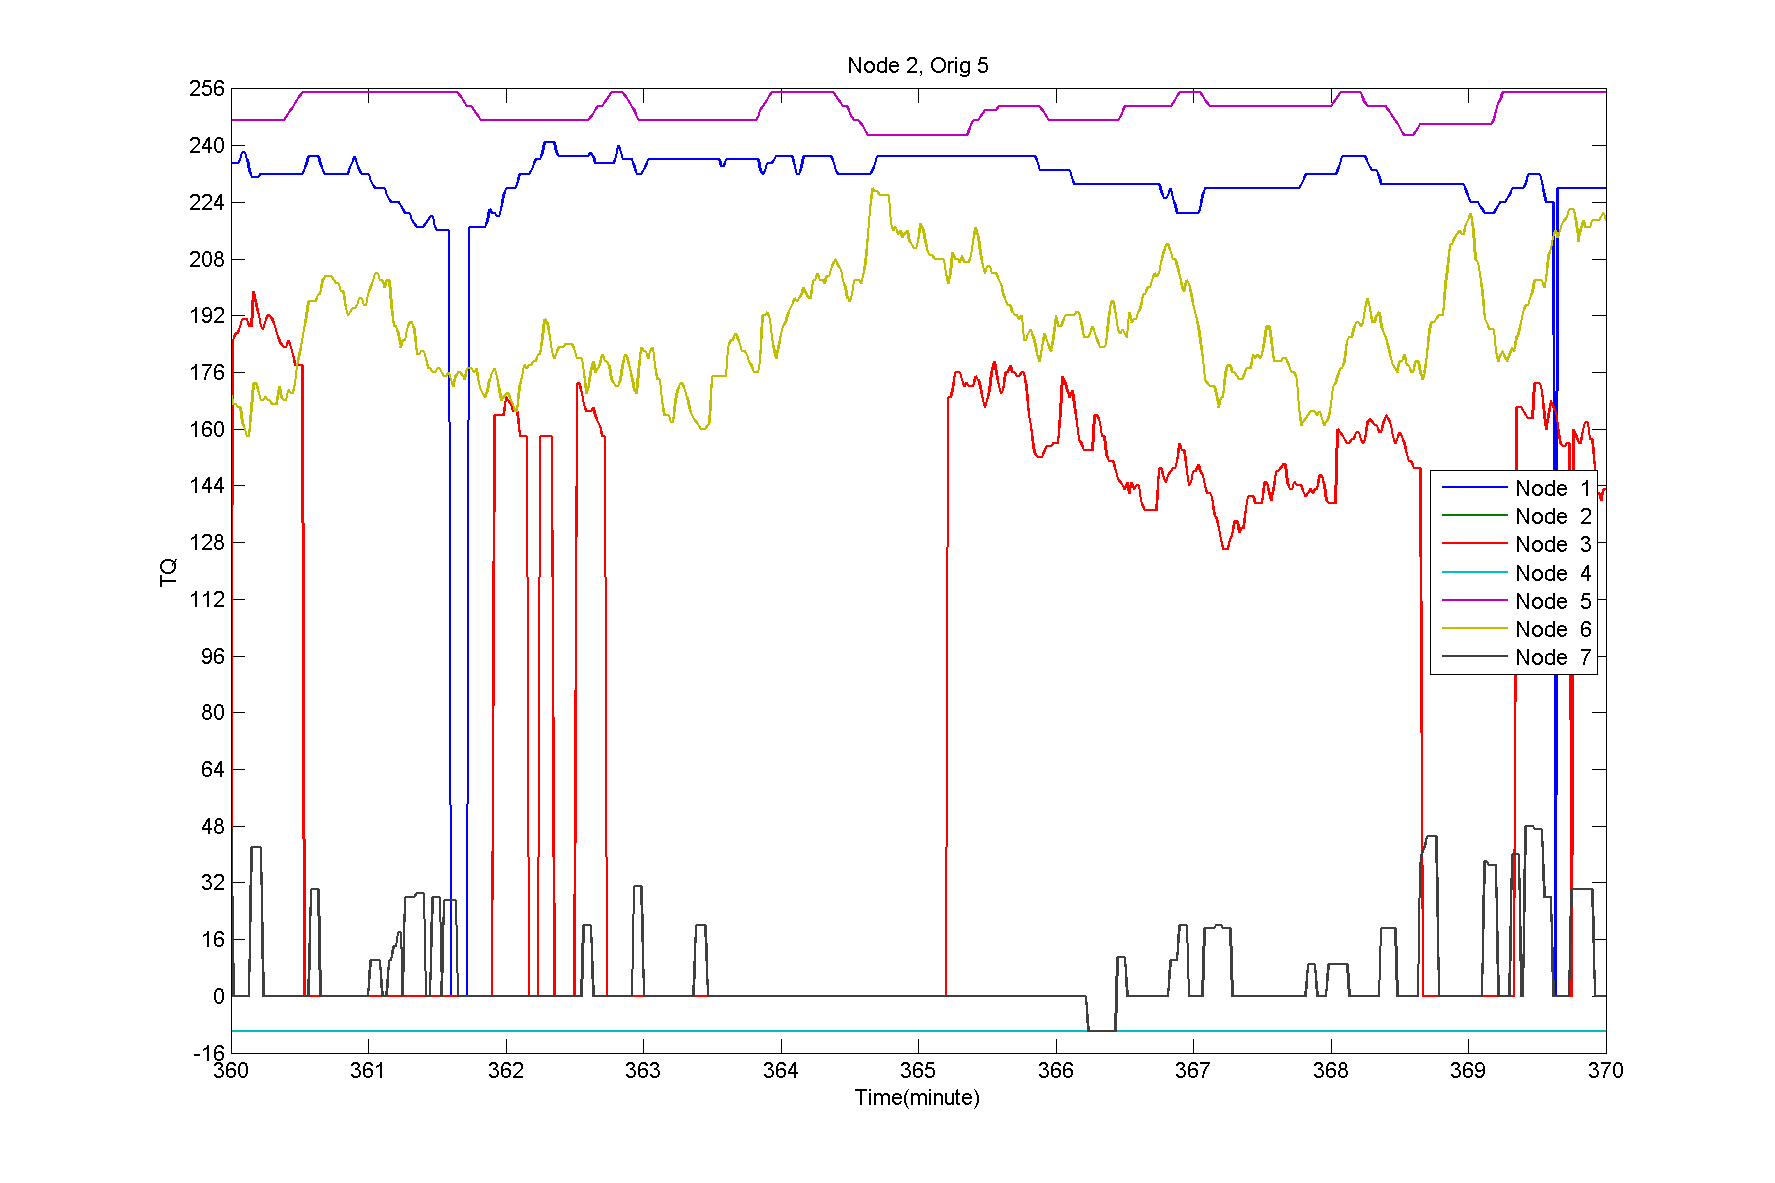 Node 2, Orig 5
256
240
224
208
192
176
160
144
128
112
96
80
64
48
32
16
0
-16
TQ
Node 1
Node 2
Node 3
Node 4
Node 5
Node 6
Node 7
360 361 362 363 364 365 366 367 368 369 370
Time(minute)